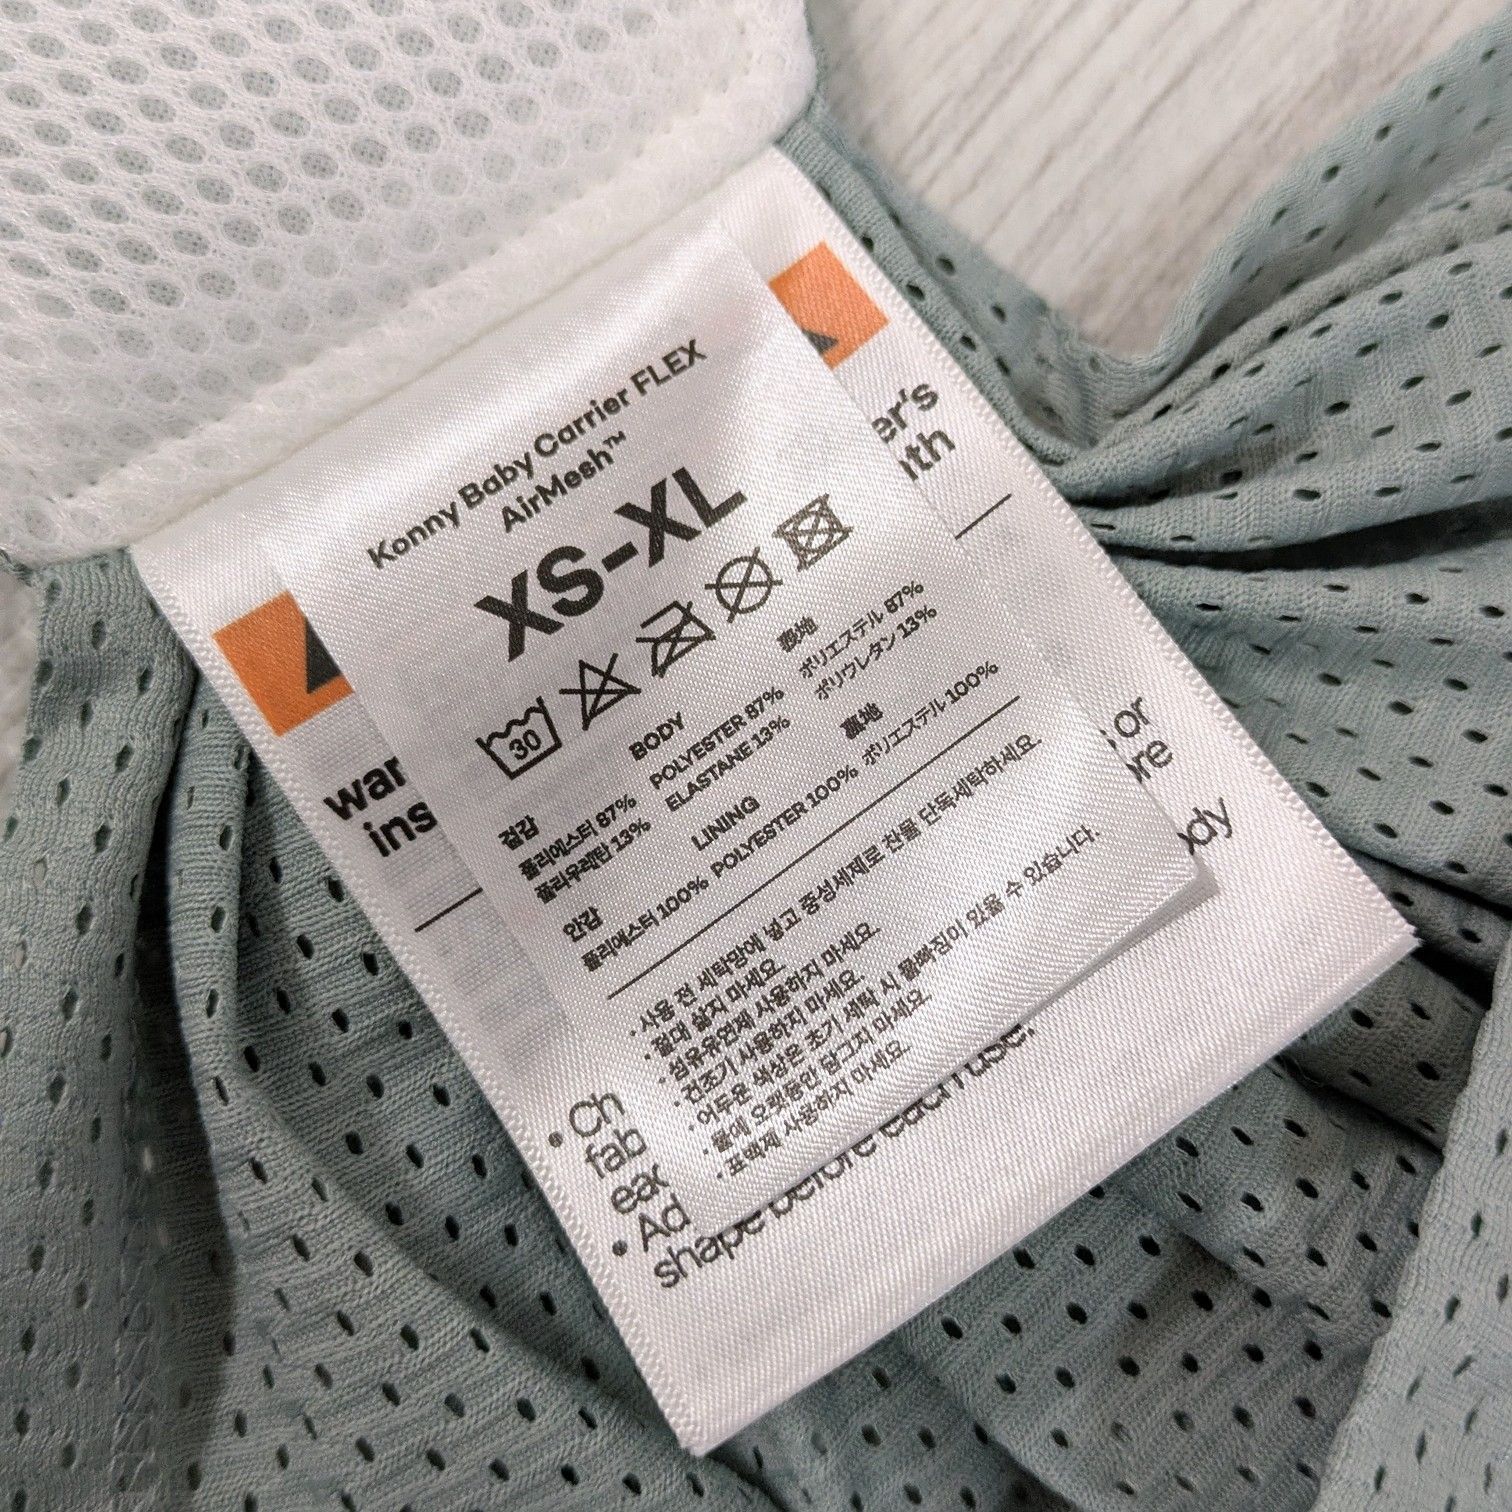 Konny Baby Carrier FLEX
AirMesh™
XS-XL
30
겉감
폴리에스터 87%
폴리우레탄 13%
안감
폴리에스터 100%
BODY
POLYESTER 87%
ELASTANE 13%
LINING
POLYESTER 100%
表地
ポリエステル 87%
ポリウレタン 13%
裏地
ポリエステル 100%
· 사용 전 세탁망에 넣고 중성세제로 찬물 단독세탁하세요.
· 절대 삶지 마세요.
· 섬유유연제 사용하지 마세요.
· 건조기 사용하지 마세요.
· 어두운 색상은 초기 세탁 시 물빠짐이 있을 수 있습니다.
· 물에 오랫동안 담그지 마세요.
· 표백제 사용하지 마세요.
er's
ith
war
ins
or
re
ody
• Ch
fab
eac
• Ad
shape before each use.